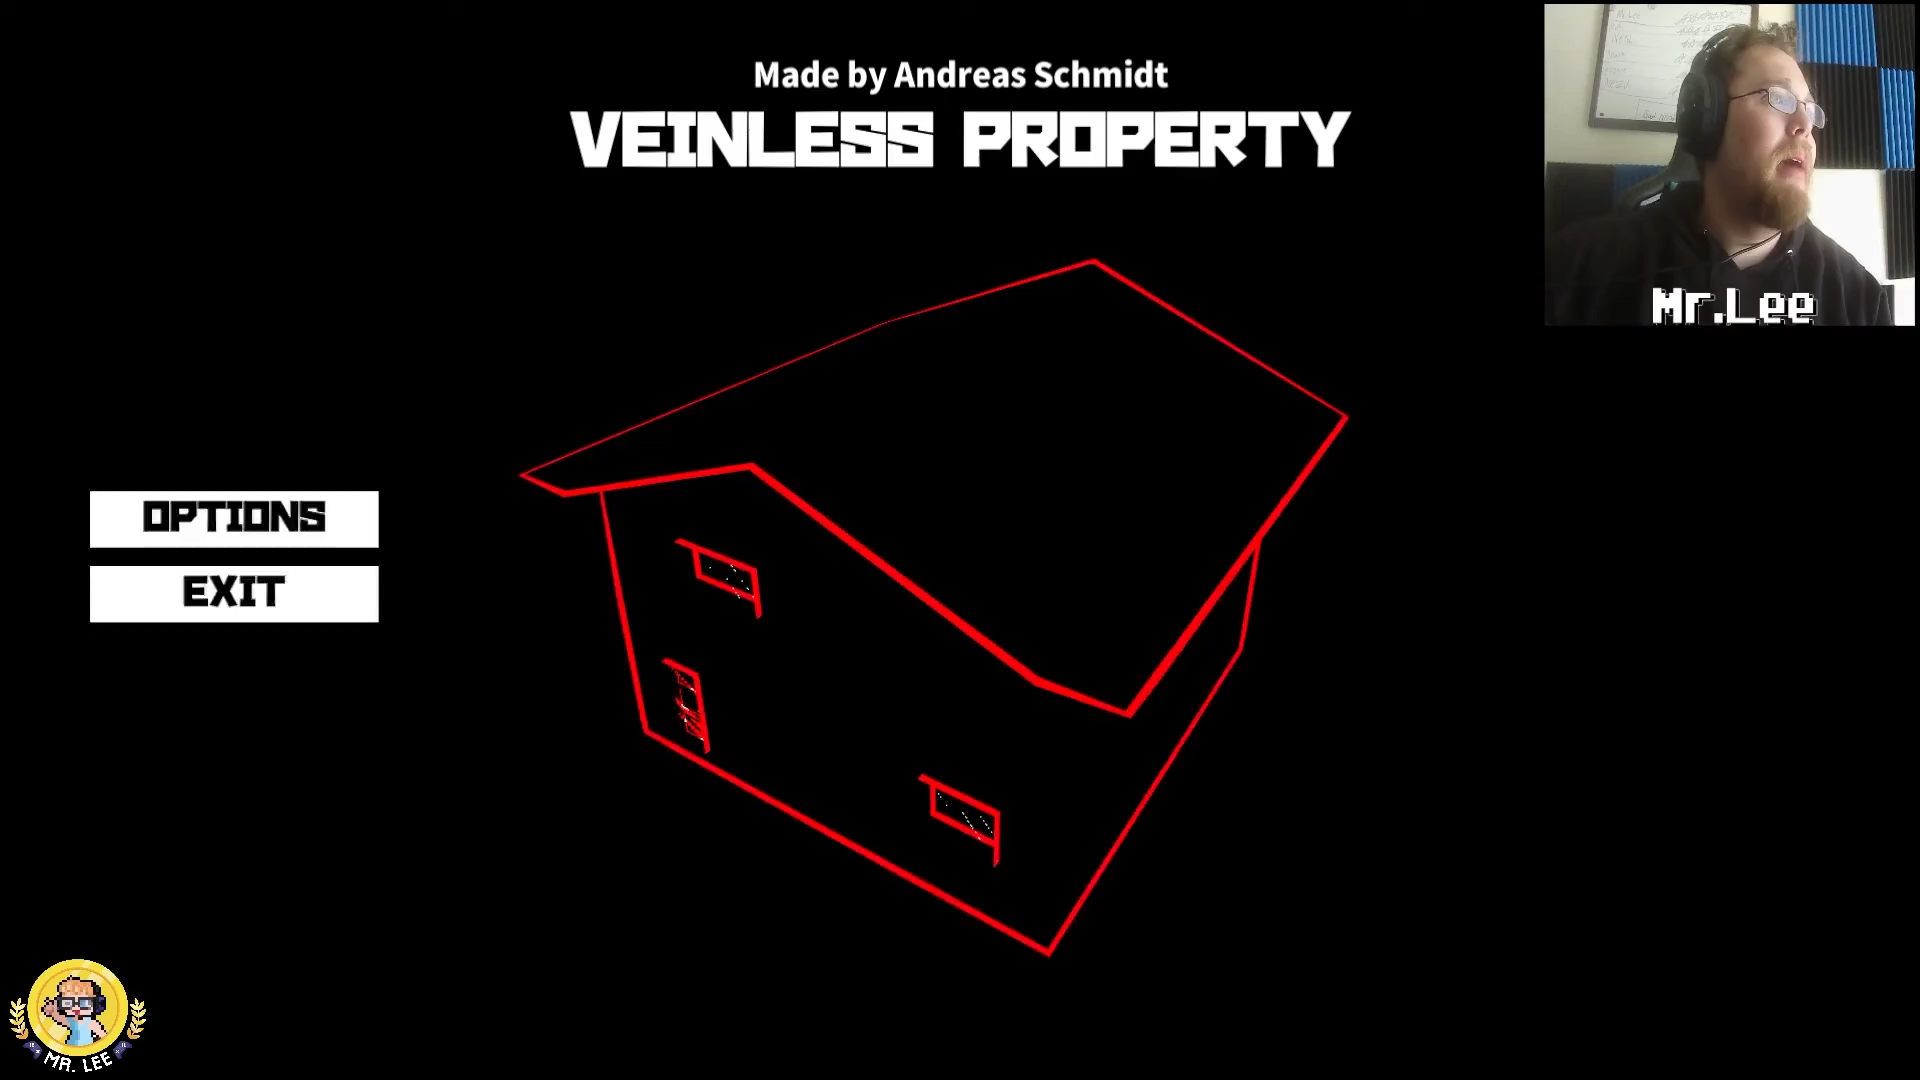 Made by Andreas Schmidt
VEINLESS PROPERTY
Mr.Lee
OPTIONS
EXIT
MR. LEE